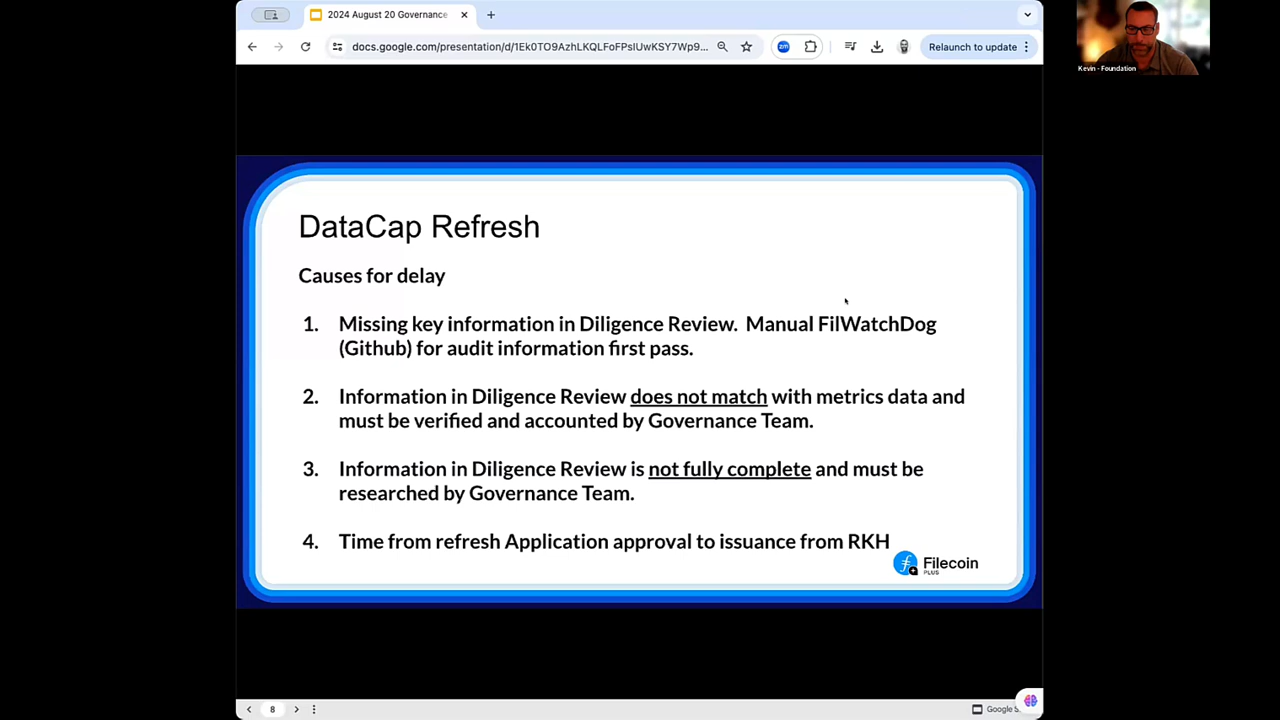 2024 August 20 Governance
docs.google.com/presentation/d/1Ek0TO9AzhLKQLFoFPsIUwKSY7Wp9...
Relaunch to update
Kevin - Foundation
DataCap Refresh
Causes for delay
1. Missing key information in Diligence Review. Manual FilWatchDog
(Github) for audit information first pass.
2. Information in Diligence Review does not match with metrics data and
must be verified and accounted by Governance Team.
3. Information in Diligence Review is not fully complete and must be
researched by Governance Team.
4. Time from refresh Application approval to issuance from RKH
Filecoin
PLUS
8
Google S